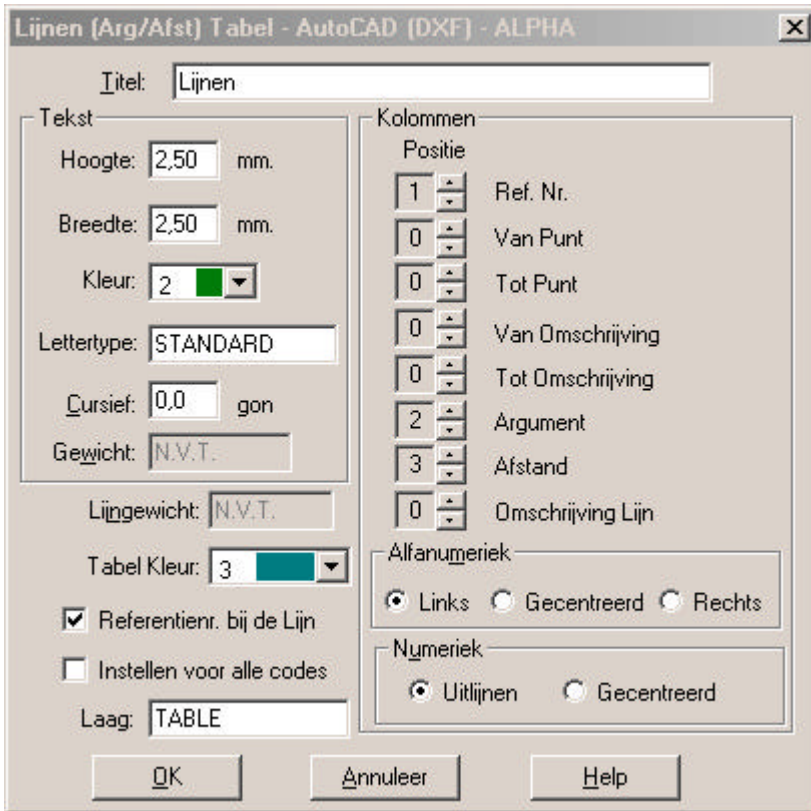 Lijnen (Arg/Afst) Tabel - AutoCAD (DXF) - ALPHA
Titel: Lijnen
Tekst
Hoogte: 2,50 mm.
Breedte: 2,50 mm.
Kleur: 2
Lettertype: STANDARD
Cursief: 0,0 gon
Gewicht: N.V.T.
Lijngewicht: N.V.T.
Tabel Kleur: 3
Referentienr. bij de Lijn
Instellen voor alle codes
Laag: TABLE
Kolommen
Positie
1 Ref. Nr.
0 Van Punt
0 Tot Punt
0 Van Omschrijving
0 Tot Omschrijving
2 Argument
3 Afstand
0 Omschrijving Lijn
Alfanumeriek
Links Gecentreerd Rechts
Numeriek
Uitlijnen Gecentreerd
OK Annuleer Help